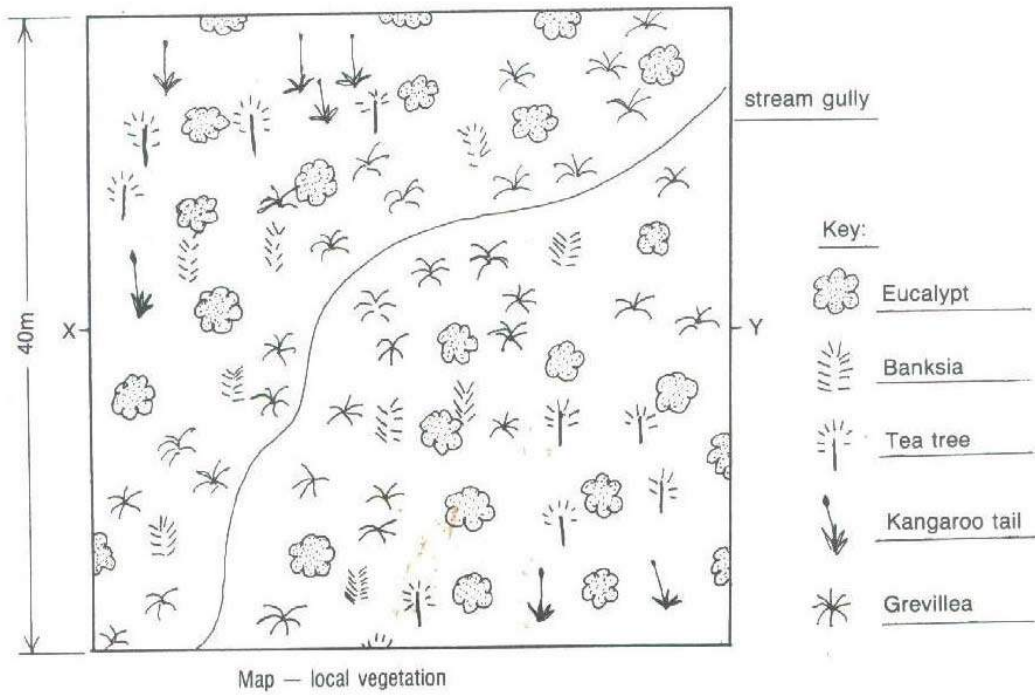 stream gully
Key:
Eucalypt
Banksia
Tea tree
Kangaroo tail
Grevillea
40m
X
Y
Map — local vegetation